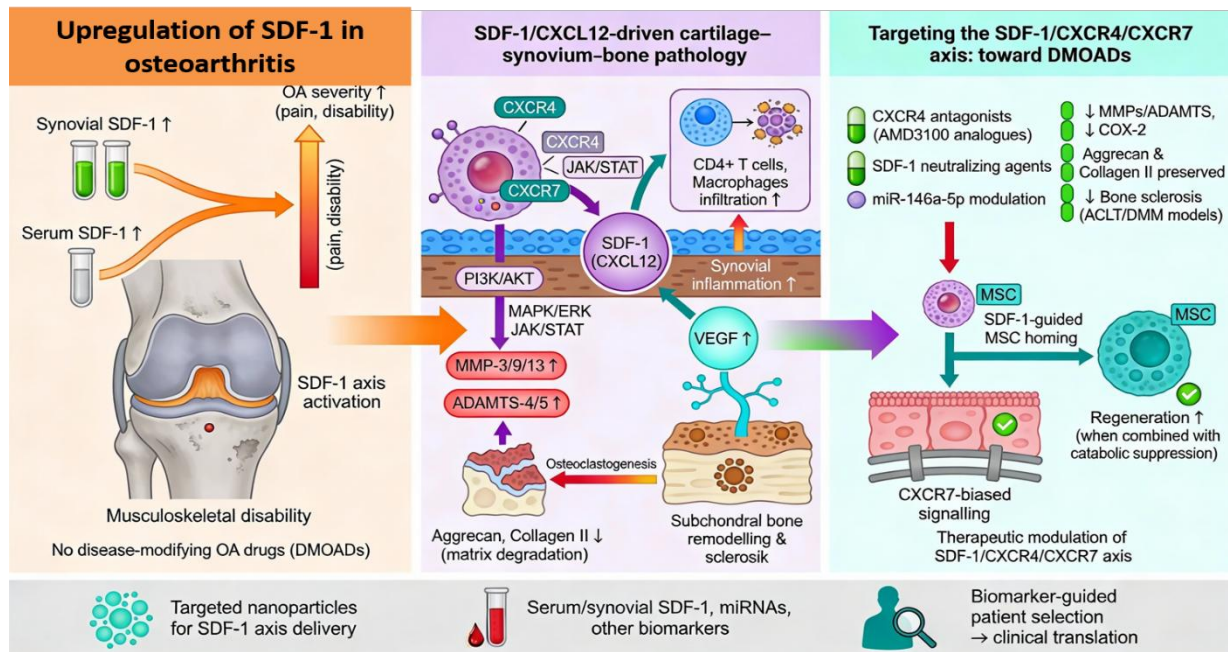 Upregulation of SDF-1 in
osteoarthritis
Synovial SDF-1 ↑
Serum SDF-1 ↑
OA severity ↑
(pain, disability)
(pain, disability)
SDF-1 axis
activation
Musculoskeletal disability
No disease-modifying OA drugs (DMOADs)
SDF-1/CXCL12-driven cartilage–
synovium–bone pathology
CXCR4
CXCR4
JAK/STAT
CXCR7
CD4+ T cells,
Macrophages
infiltration ↑
SDF-1
(CXCL12)
Synovial
inflammation ↑
PI3K/AKT
MAPK/ERK
JAK/STAT
VEGF ↑
MMP-3/9/13 ↑
ADAMTS-4/5 ↑
Osteoclastogenesis
Aggrecan, Collagen II ↓
(matrix degradation)
Subchondral bone
remodelling &
sclerosik
Targeting the SDF-1/CXCR4/CXCR7
axis: toward DMOADs
CXCR4 antagonists
(AMD3100 analogues)
SDF-1 neutralizing agents
miR-146a-5p modulation
↓ MMPs/ADAMTS,
↓ COX-2
Aggrecan &
Collagen II preserved
↓ Bone sclerosis
(ACLT/DMM models)
MSC
SDF-1-guided
MSC homing
MSC
Regeneration ↑
(when combined with
catabolic suppression)
CXCR7-biased
signalling
Therapeutic modulation of
SDF-1/CXCR4/CXCR7 axis
Targeted nanoparticles
for SDF-1 axis delivery
Serum/synovial SDF-1, miRNAs,
other biomarkers
Biomarker-guided
patient selection
→ clinical translation